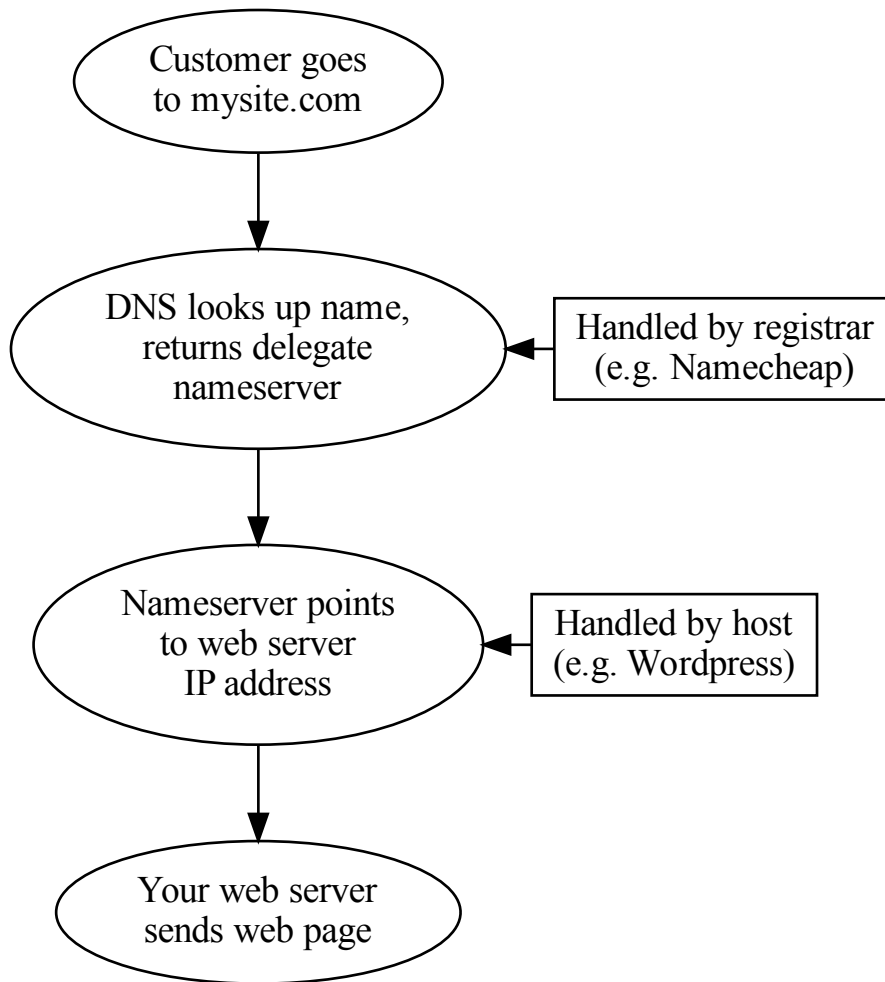 Customer goes
to mysite.com
DNS looks up name,
returns delegate
nameserver
Handled by registrar
(e.g. Namecheap)
Nameserver points
to web server
IP address
Handled by host
(e.g. Wordpress)
Your web server
sends web page